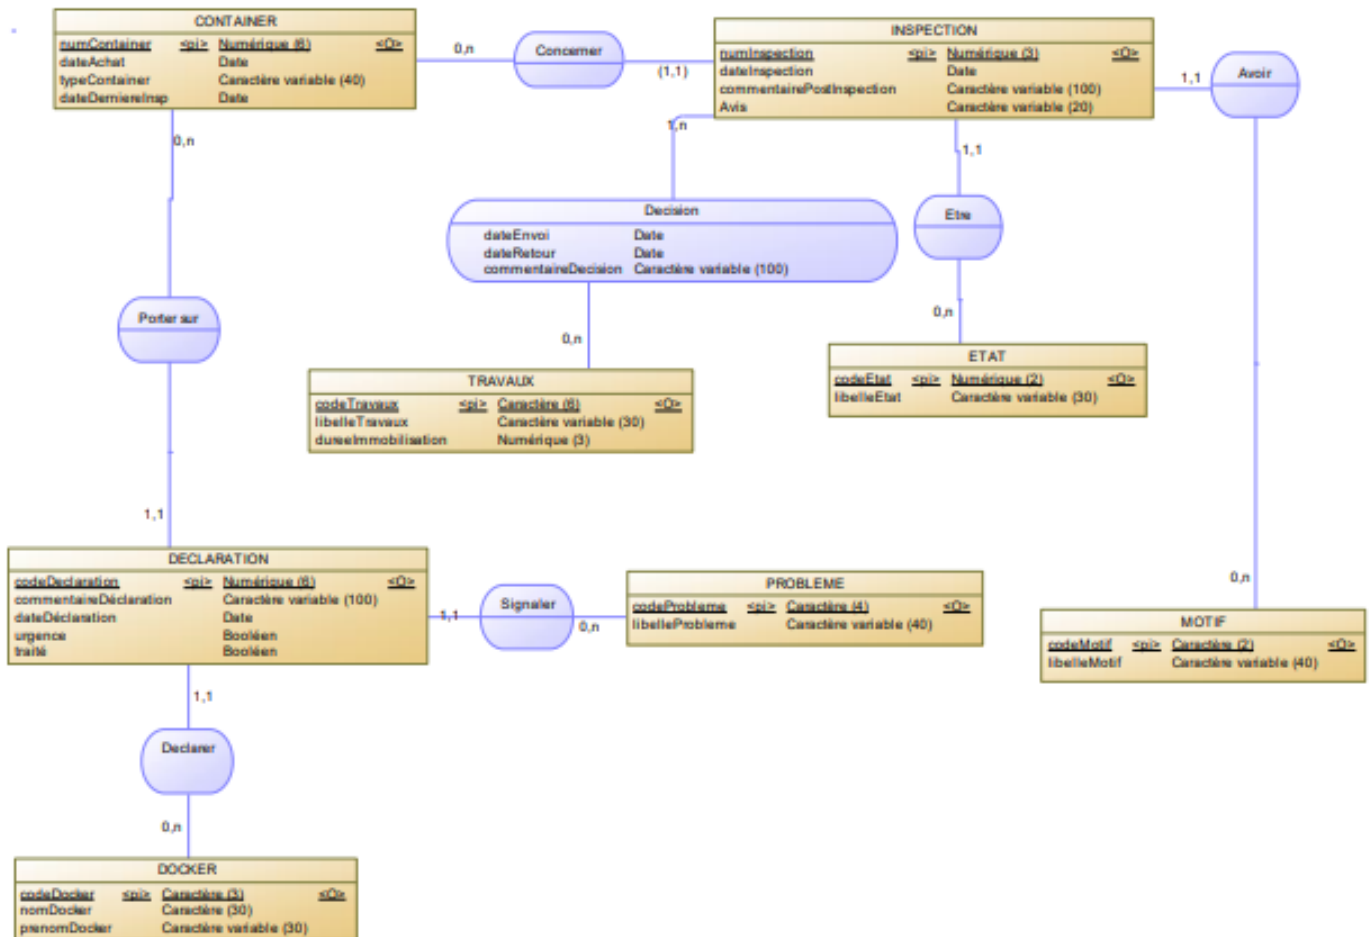 CONTAINER
numContainer <pi> Numérique (6) <O>
dateAchat Date
typeContainer Caractère variable (40)
dateDerniereInsp Date
0,n
Concerner
(1,1)
INSPECTION
numInspection <pi> Numérique (3) <O>
dateInspection Date
commentairePostInspection Caractère variable (100)
Avis Caractère variable (20)
1,1
Avoir
0,n
1,n
1,1
Decision
dateEnvoi Date
dateRetour Date
commentaireDecision Caractère variable (100)
Etre
Porter sur
0,n
0,n
ETAT
codeEtat <pi> Numérique (2) <O>
libelleEtat Caractère variable (30)
TRAVAUX
codeTravaux <pi> Caractère (6) <O>
libelleTravaux Caractère variable (30)
dureeImmobilisation Numérique (3)
1,1
DECLARATION
codeDeclaration <pi> Numérique (6) <O>
commentaireDéclaration Caractère variable (100)
dateDéclaration Date
urgence Booléen
traité Booléen
1,1
Signaler
0,n
PROBLEME
codeProbleme <pi> Caractère (4) <O>
libelleProbleme Caractère variable (40)
0,n
MOTIF
codeMotif <pi> Caractère (2) <O>
libelleMotif Caractère variable (40)
1,1
Declarer
0,n
DOCKER
codeDocker <pi> Caractère (3) <O>
nomDocker Caractère (30)
prenomDocker Caractère variable (30)